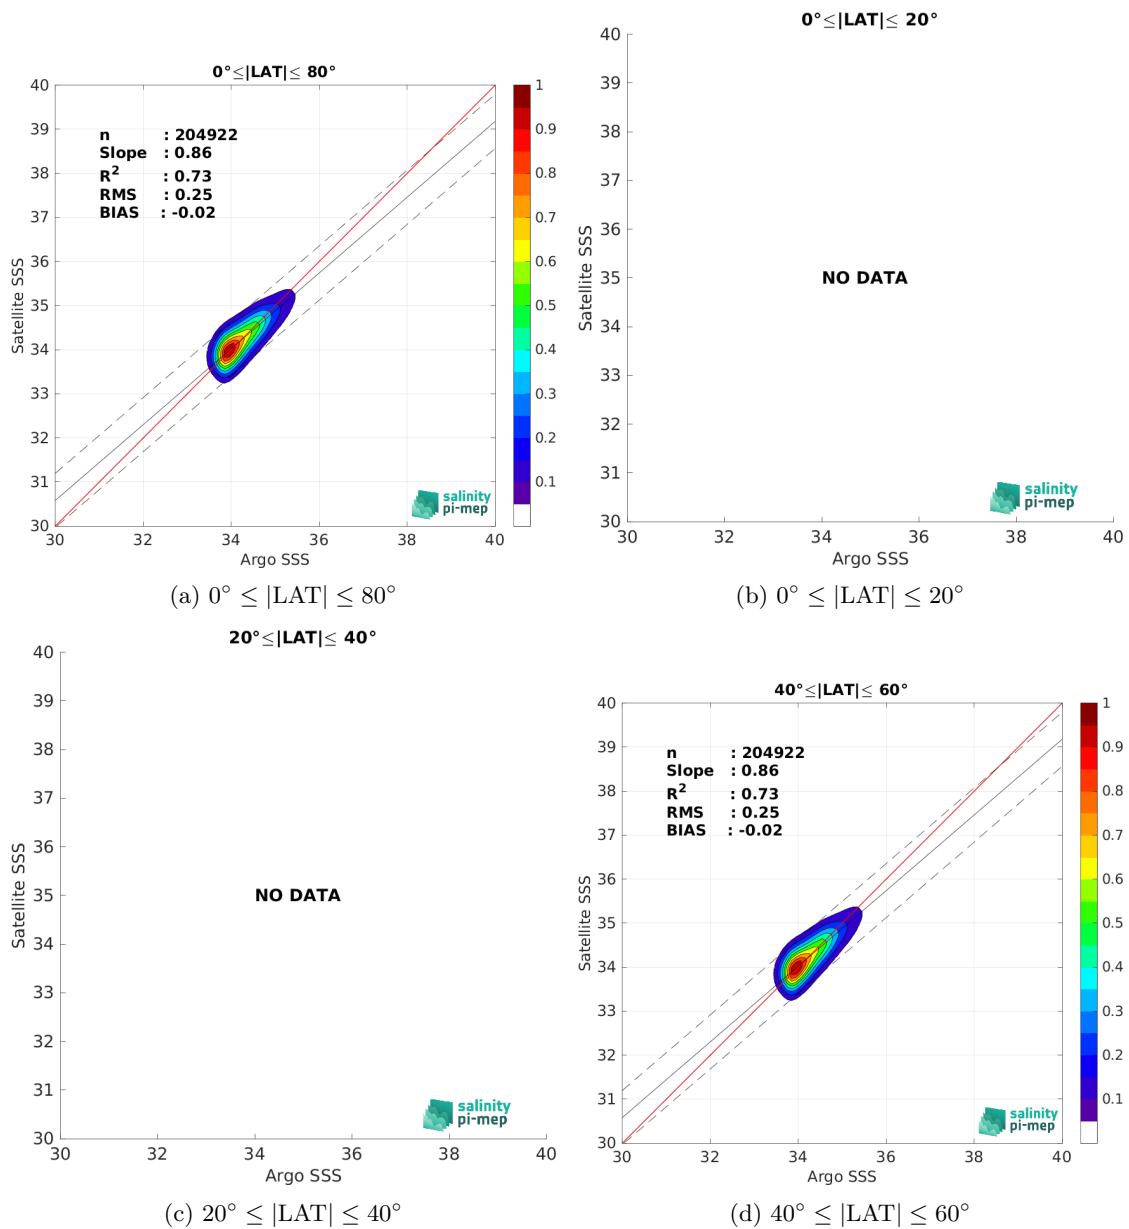 0°≤|LAT|≤ 80°
40
39
38
37
36
35
34
33
32
31
30
Satellite SSS
n : 204922
Slope : 0.86
R² : 0.73
RMS : 0.25
BIAS : -0.02
salinity
pi-mep
30 32 34 36 38 40
Argo SSS
1
0.9
0.8
0.7
0.6
0.5
0.4
0.3
0.2
0.1
(a) 0° ≤ |LAT| ≤ 80°
0°≤|LAT|≤ 20°
40
39
38
37
36
35
34
33
32
31
30
Satellite SSS
NO DATA
salinity
pi-mep
30 32 34 36 38 40
Argo SSS
(b) 0° ≤ |LAT| ≤ 20°
20°≤|LAT|≤ 40°
40
39
38
37
36
35
34
33
32
31
30
Satellite SSS
NO DATA
salinity
pi-mep
30 32 34 36 38 40
Argo SSS
(c) 20° ≤ |LAT| ≤ 40°
40°≤|LAT|≤ 60°
40
39
38
37
36
35
34
33
32
31
30
Satellite SSS
n : 204922
Slope : 0.86
R² : 0.73
RMS : 0.25
BIAS : -0.02
salinity
pi-mep
30 32 34 36 38 40
Argo SSS
1
0.9
0.8
0.7
0.6
0.5
0.4
0.3
0.2
0.1
(d) 40° ≤ |LAT| ≤ 60°